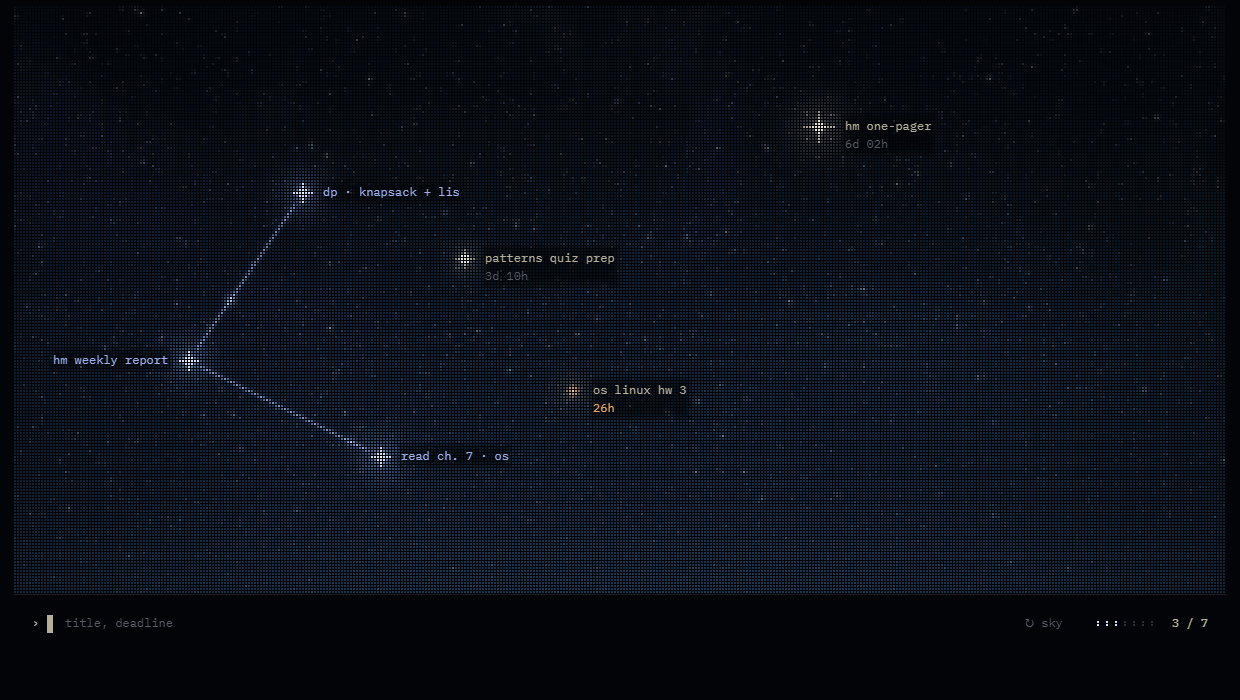 hm one-pager
6d 02h
dp · knapsack + lis
patterns quiz prep
3d 10h
hm weekly report
os linux hw 3
26h
read ch. 7 · os
› title, deadline
↻ sky
3 / 7